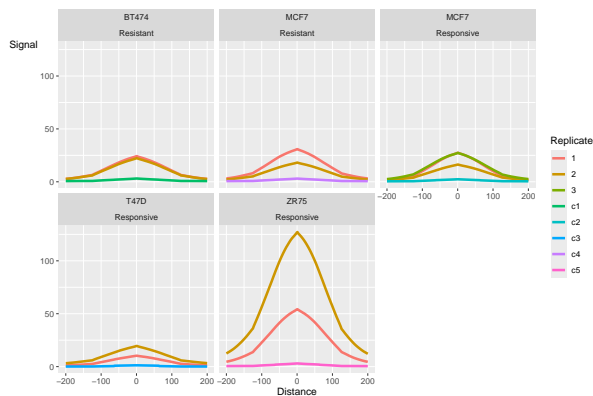 BT474
MCF7
MCF7
Resistant
Resistant
Responsive
Signal
100
50
0
−200
−100
0
100
200
T47D
ZR75
Responsive
Responsive
100
50
0
−200
−100
0
100
200
−200
−100
0
100
200
Distance
Replicate
1
2
3
c1
c2
c3
c4
c5